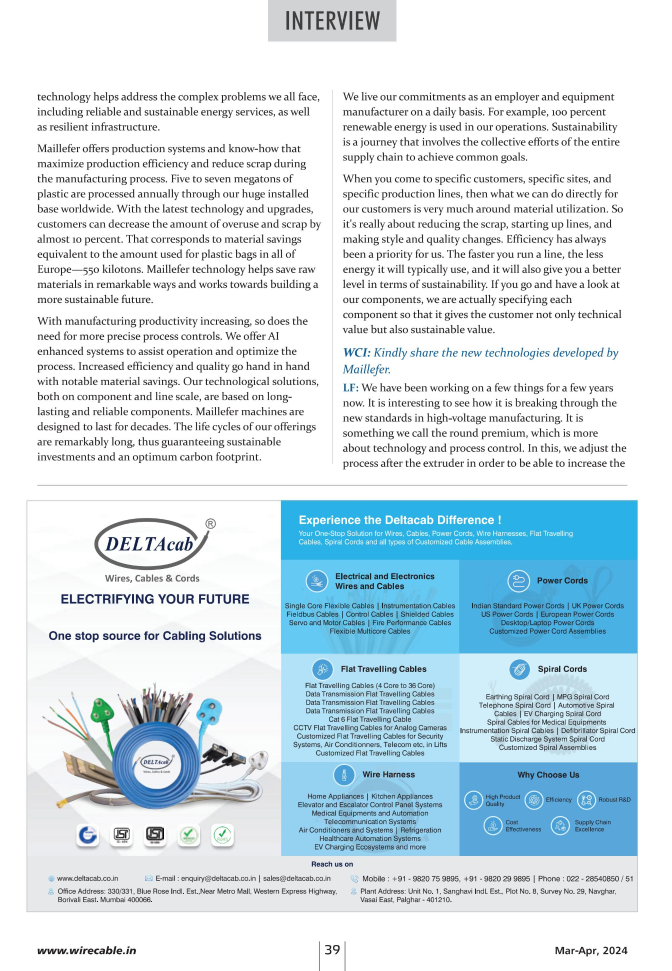 INTERVIEW
technology helps address the complex problems we all face,
including reliable and sustainable energy services, as well
as resilient infrastructure.
Maillefer offers production systems and know-how that
maximize production efficiency and reduce scrap during
the manufacturing process. Five to seven megatons of
plastic are processed annually through our huge installed
base worldwide. With the latest technology and upgrades,
customers can decrease the amount of overuse and scrap by
almost 10 percent. That corresponds to material savings
equivalent to the amount used for plastic bags in all of
Europe—550 kilotons. Maillefer technology helps save raw
materials in remarkable ways and works towards building a
more sustainable future.
With manufacturing productivity increasing, so does the
need for more precise process controls. We offer AI
enhanced systems to assist operation and optimize the
process. Increased efficiency and quality go hand in hand
with notable material savings. Our technological solutions,
both on component and line scale, are based on long-
lasting and reliable components. Maillefer machines are
designed to last for decades. The life cycles of our offerings
are remarkably long, thus guaranteeing sustainable
investments and an optimum carbon footprint.
We live our commitments as an employer and equipment
manufacturer on a daily basis. For example, 100 percent
renewable energy is used in our operations. Sustainability
is a journey that involves the collective efforts of the entire
supply chain to achieve common goals.
When you come to specific customers, specific sites, and
specific production lines, then what we can do directly for
our customers is very much around material utilization. So
it's really about reducing the scrap, starting up lines, and
making style and quality changes. Efficiency has always
been a priority for us. The faster you run a line, the less
energy it will typically use, and it will also give you a better
level in terms of sustainability. If you go and have a look at
our components, we are actually specifying each
component so that it gives the customer not only technical
value but also sustainable value.
WCI: Kindly share the new technologies developed by
Maillefer.
LF: We have been working on a few things for a few years
now. It is interesting to see how it is breaking through the
new standards in high-voltage manufacturing. It is
something we call the round premium, which is more
about technology and process control. In this, we adjust the
process after the extruder in order to be able to increase the
DELTAcab®
Wires, Cables & Cords
ELECTRIFYING YOUR FUTURE
One stop source for Cabling Solutions
DELTAcab
Wires, Cables & Cords
Experience the Deltacab Difference !
Your One-Stop Solution for Wires, Cables, Power Cords, Wire Harnesses, Flat Travelling
Cables, Spiral Cords and all types of Customized Cable Assemblies.
Electrical and Electronics
Wires and Cables
Single Core Flexible Cables | Instrumentation Cables
Fieldbus Cables | Control Cables | Shielded Cables
Servo and Motor Cables | Fire Performance Cables
Flexible Multicore Cables
Power Cords
Indian Standard Power Cords | UK Power Cords
US Power Cords | European Power Cords
Desktop/Laptop Power Cords
Customized Power Cord Assemblies
Flat Travelling Cables
Flat Travelling Cables (4 Core to 36 Core)
Data Transmission Flat Travelling Cables
Data Transmission Flat Travelling Cables
Data Transmission Flat Travelling Cables
Cat 6 Flat Travelling Cable
CCTV Flat Travelling Cables for Analog Cameras
Customized Flat Travelling Cables for Security
Systems, Air Conditionners, Telecom etc, in Lifts
Customized Flat Travelling Cables
Spiral Cords
Earthing Spiral Cord | MPG Spiral Cord
Telephone Spiral Cord | Automotive Spiral
Cables | EV Charging Spiral Cord
Spiral Cables for Medical Equipments
Instrumentation Spiral Cables | Defibrillator Spiral Cord
Static Discharge System Spiral Cord
Customized Spiral Assemblies
Wire Harness
Home Appliances | Kitchen Appliances
Elevator and Escalator Control Panel Systems
Medical Equipments and Automation
Telecommunication Systems/
Air Conditioners and Systems | Refrigeration
Healthcare Automation Systems
EV Charging Ecosystems and more
Why Choose Us
High Product
Quality
Efficiency
Robust R&D
Cost
Effectiveness
Supply Chain
Excellence
Reach us on
www.deltacab.co.in
E-mail : enquiry@deltacab.co.in | sales@deltacab.co.in
Mobile : +91 - 9820 75 9895, +91 - 9820 29 9895 | Phone : 022 - 28540850 / 51
Office Address: 330/331, Blue Rose Indl. Est.,Near Metro Mall, Western Express Highway,
Borivali East. Mumbai 400066.
Plant Address: Unit No. 1, Sanghavi Indl. Est., Plot No. 8, Survey No. 29, Navghar,
Vasai East, Palghar - 401210.
www.wirecable.in
39
Mar-Apr, 2024